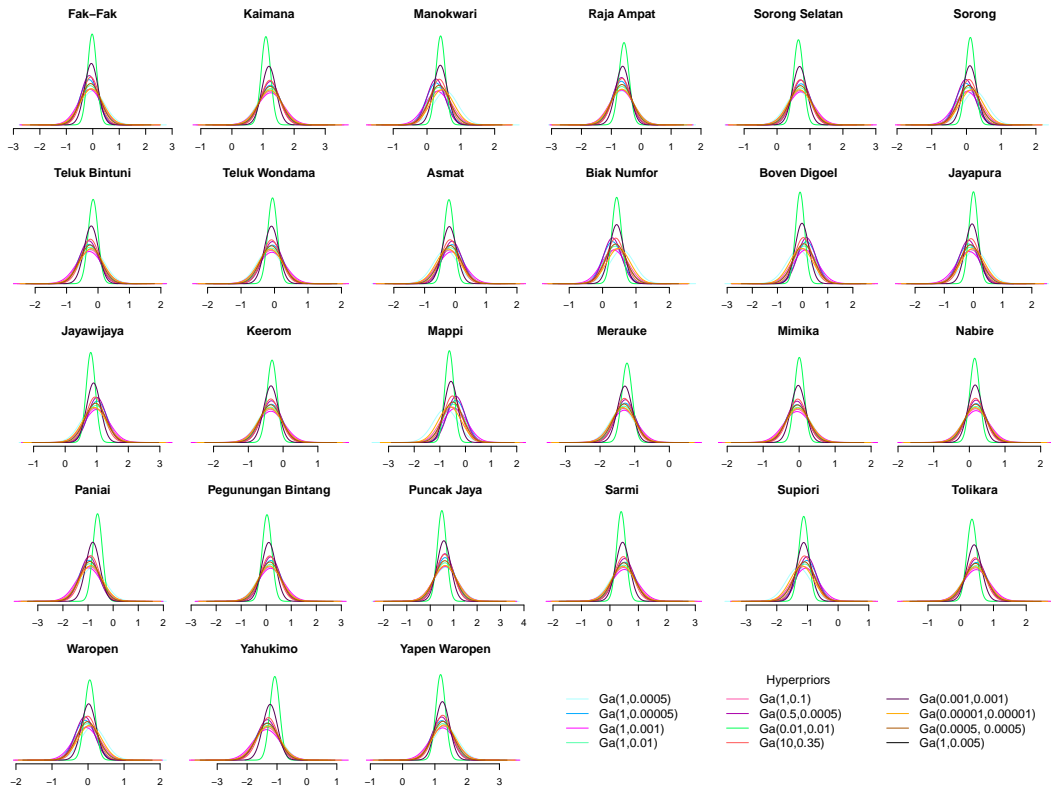 Fak−Fak Kaimana Manokwari Raja Ampat Sorong Selatan Sorong
−3 −2 −1 0 1 2 3 −1 0 1 2 3 −1 0 1 2 −2 −1 0 1 2 −1 0 1 2 3 −2 −1 0 1 2
Teluk Bintuni Teluk Wondama Asmat Biak Numfor Boven Digoel Jayapura
−2 −1 0 1 2 −2 −1 0 1 2 −2 −1 0 1 2 −1 0 1 2 −3 −2 −1 0 1 2 −2 −1 0 1 2
Jayawijaya Keerom Mappi Merauke Mimika Nabire
−1 0 1 2 3 −2 −1 0 1 −3 −2 −1 0 1 2 −3 −2 −1 0 −2 −1 0 1 2 −2 −1 0 1 2
Paniai Pegunungan Bintang Puncak Jaya Sarmi Supiori Tolikara
−3 −2 −1 0 1 −3 −2 −1 0 1 2 3 −2 −1 0 1 2 3 4 −2 −1 0 1 2 3 −3 −2 −1 0 1 −1 0 1 2
Waropen Yahukimo Yapen Waropen
−2 −1 0 1 2 −3 −2 −1 0 1 −1 0 1 2 3
Hyperpriors
Ga(1,0.0005) Ga(1,0.1) Ga(0.001,0.001)
Ga(1,0.00005) Ga(0.5,0.0005) Ga(0.00001,0.00001)
Ga(1,0.001) Ga(0.01,0.01) Ga(0.0005, 0.0005)
Ga(1,0.01) Ga(10,0.35) Ga(1,0.005)